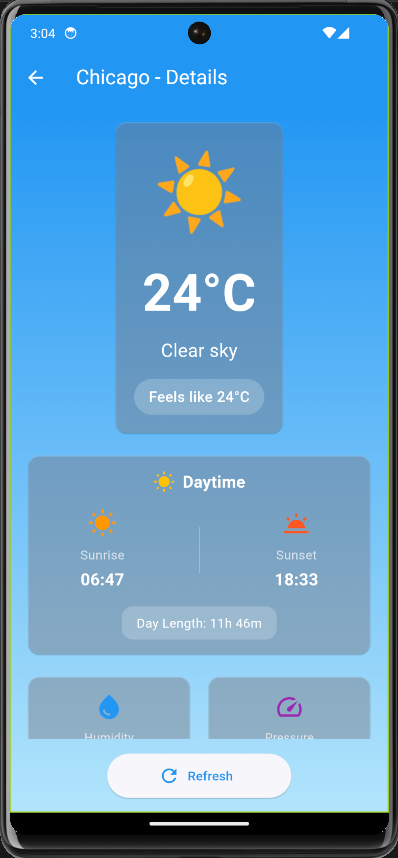 3:04
Chicago - Details
24°C
Clear sky
Feels like 24°C
Daytime
Sunrise
Sunset
06:47
18:33
Day Length: 11h 46m
Humidity
Pressure
Refresh